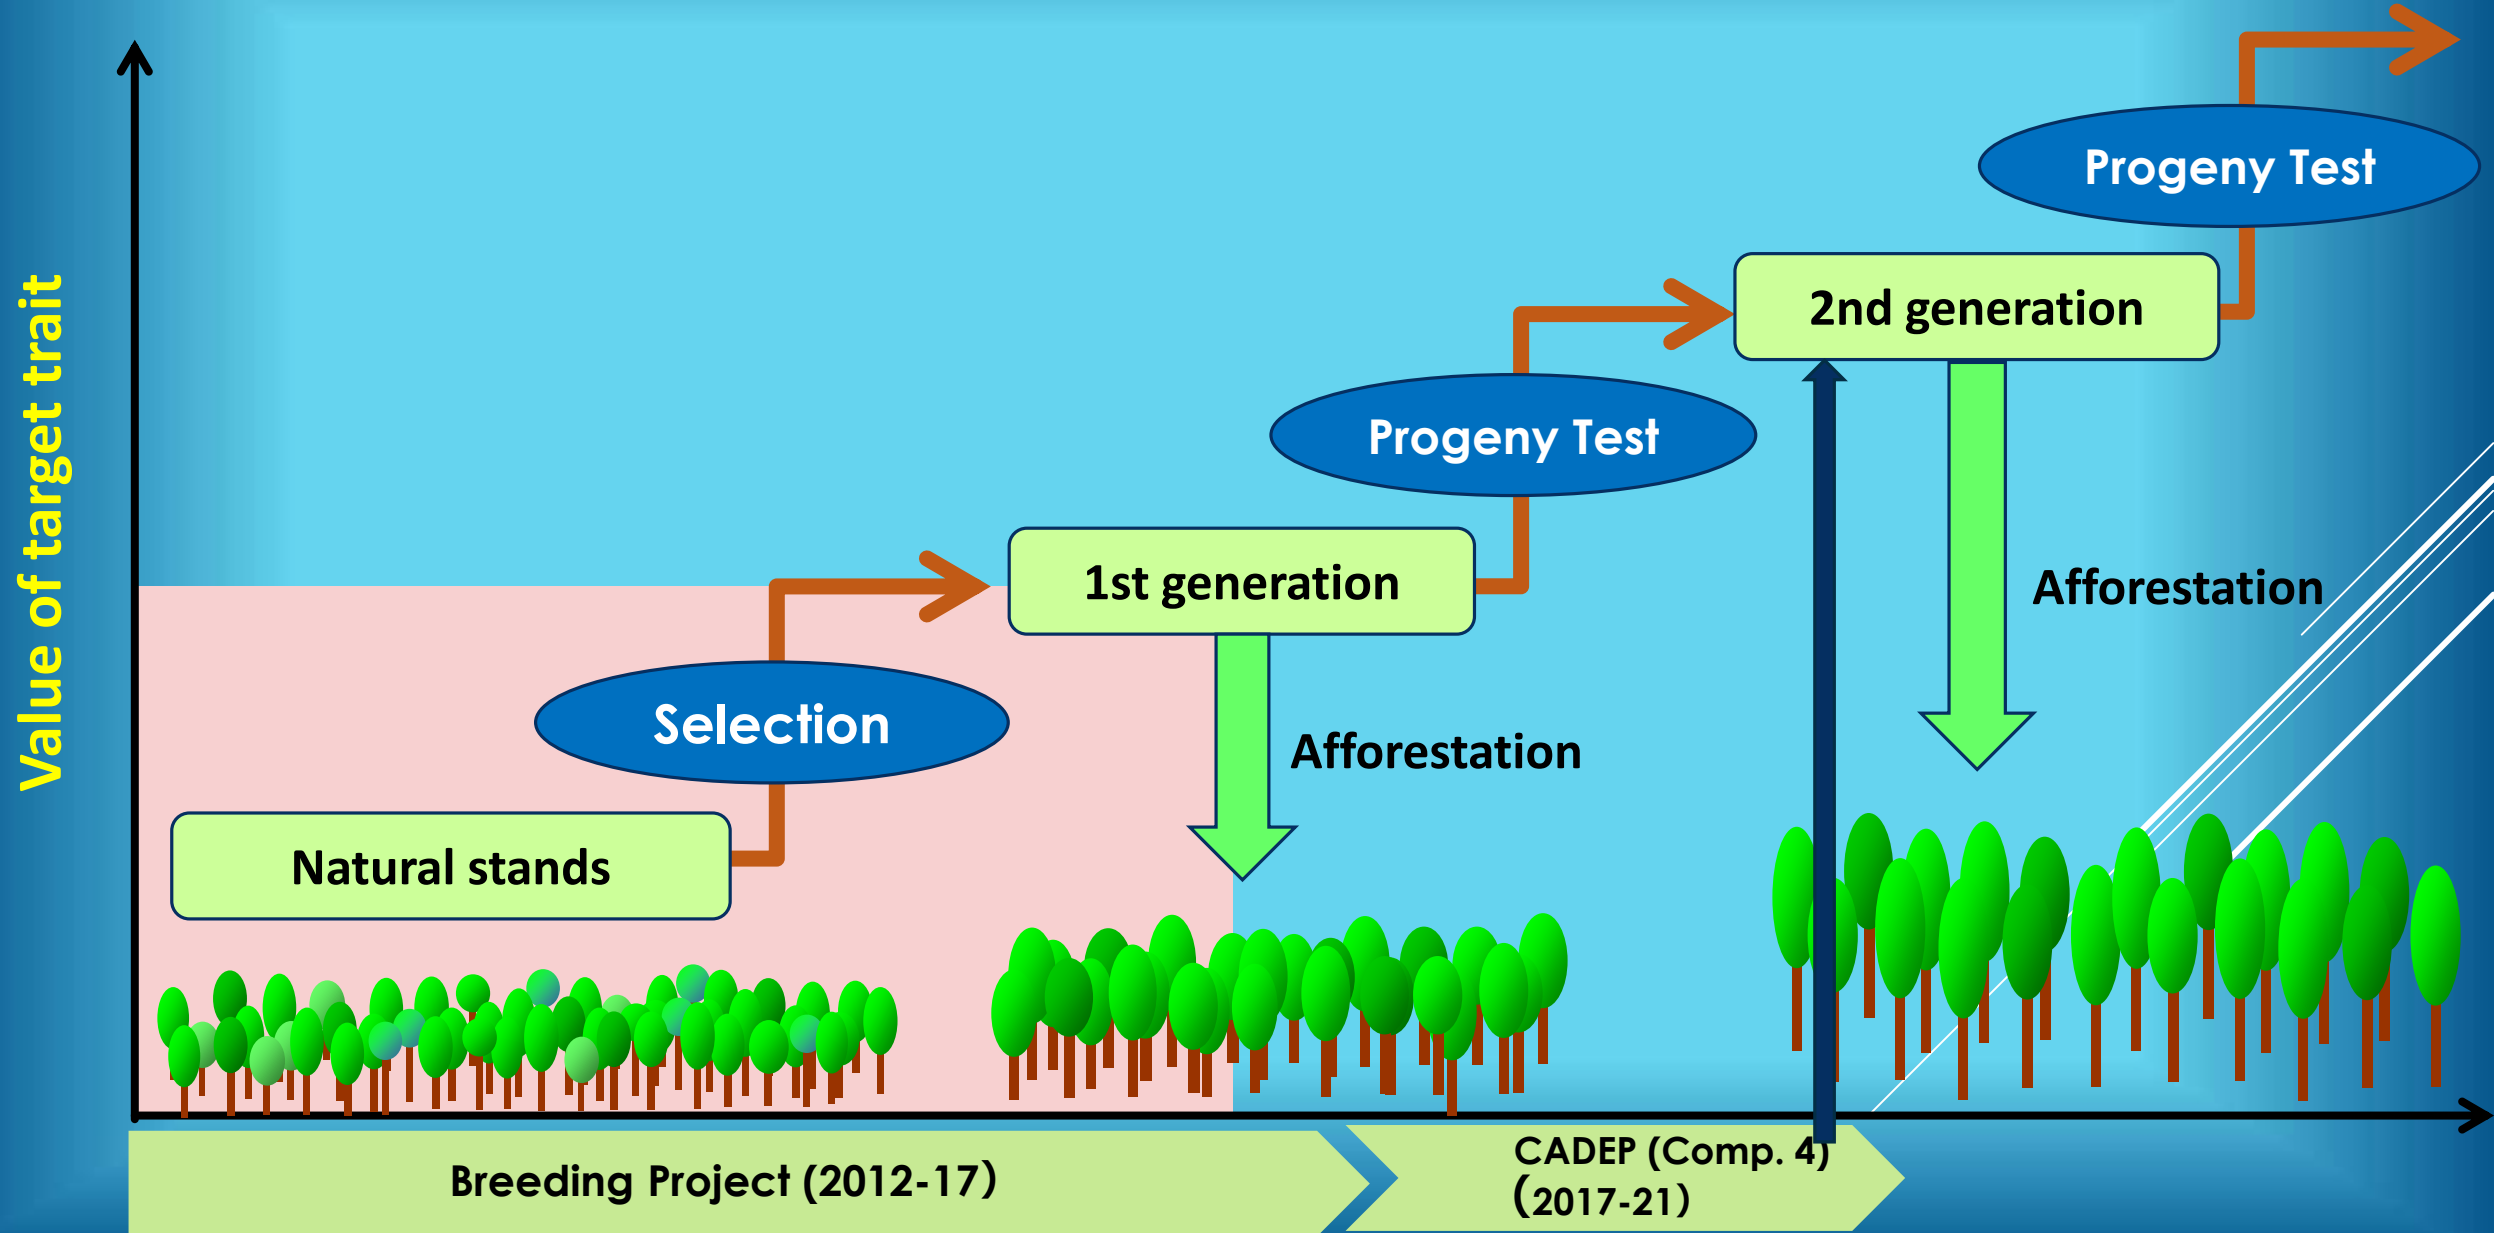 Value of target trait
Progeny Test
2nd generation
Progeny Test
1st generation
Afforestation
Selection
Afforestation
Natural stands
Breeding Project (2012-17)
CADEP (Comp. 4)
(2017-21)